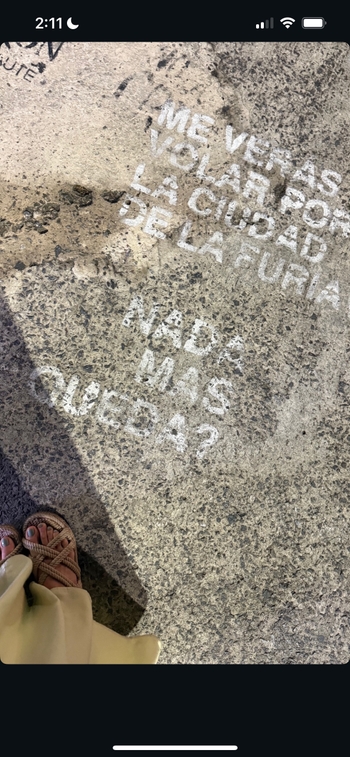 2:11
ME VERAS
VOLAR POR
LA CIUDAD
DE LA FURIA
NADA
MAS
QUEDA?